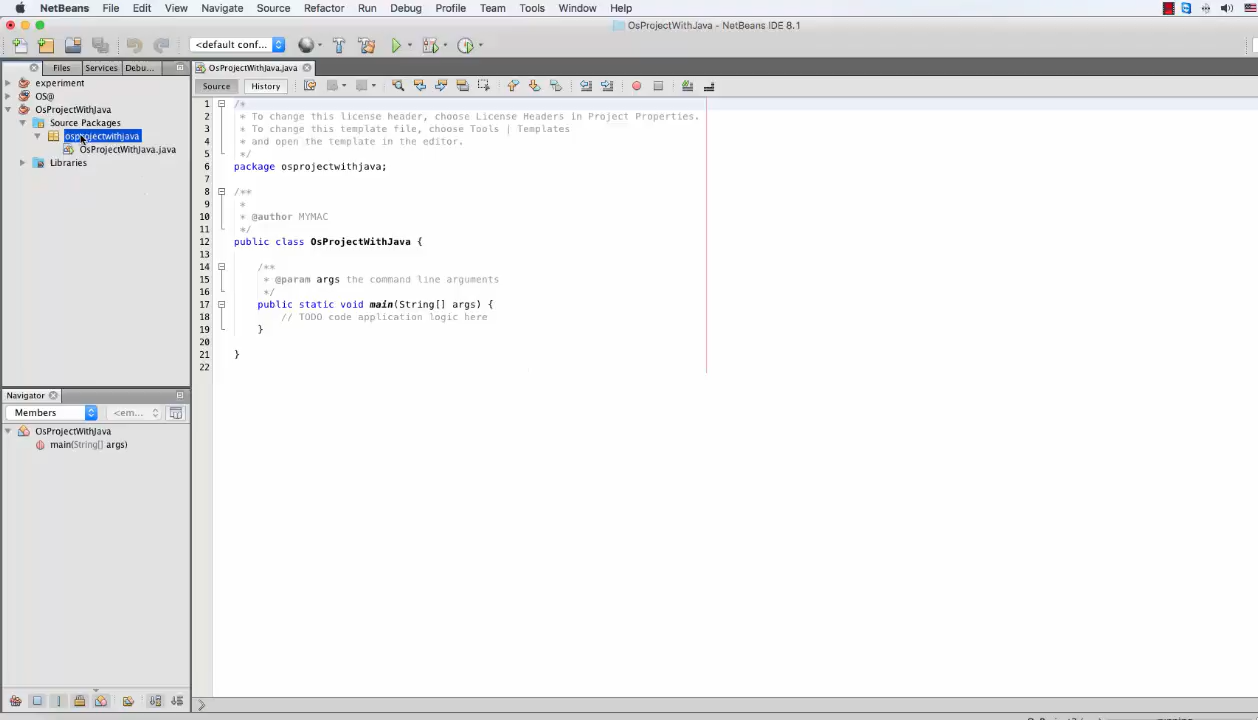 NetBeans File Edit View Navigate Source Refactor Run Debug Profile Team Tools Window Help
OsProjectWithJava - NetBeans IDE 8.1
<default conf...
Files Services Debu...
experiment
OS@
OsProjectWithJava
Source Packages
osprojectwithjava
OsProjectWithJava.java
Libraries
Navigator
Members <em...
OsProjectWithJava
main(String[] args)
OsProjectWithJava.java
Source History
1 /*
2 * To change this license header, choose License Headers in Project Properties.
3 * To change this template file, choose Tools | Templates
4 * and open the template in the editor.
5 */
6 package osprojectwithjava;
7
8 /**
9 *
10 * @author MYMAC
11 */
12 public class OsProjectWithJava {
13
14 /**
15 * @param args the command line arguments
16 */
17 public static void main(String[] args) {
18 // TODO code application logic here
19 }
20
21 }
22